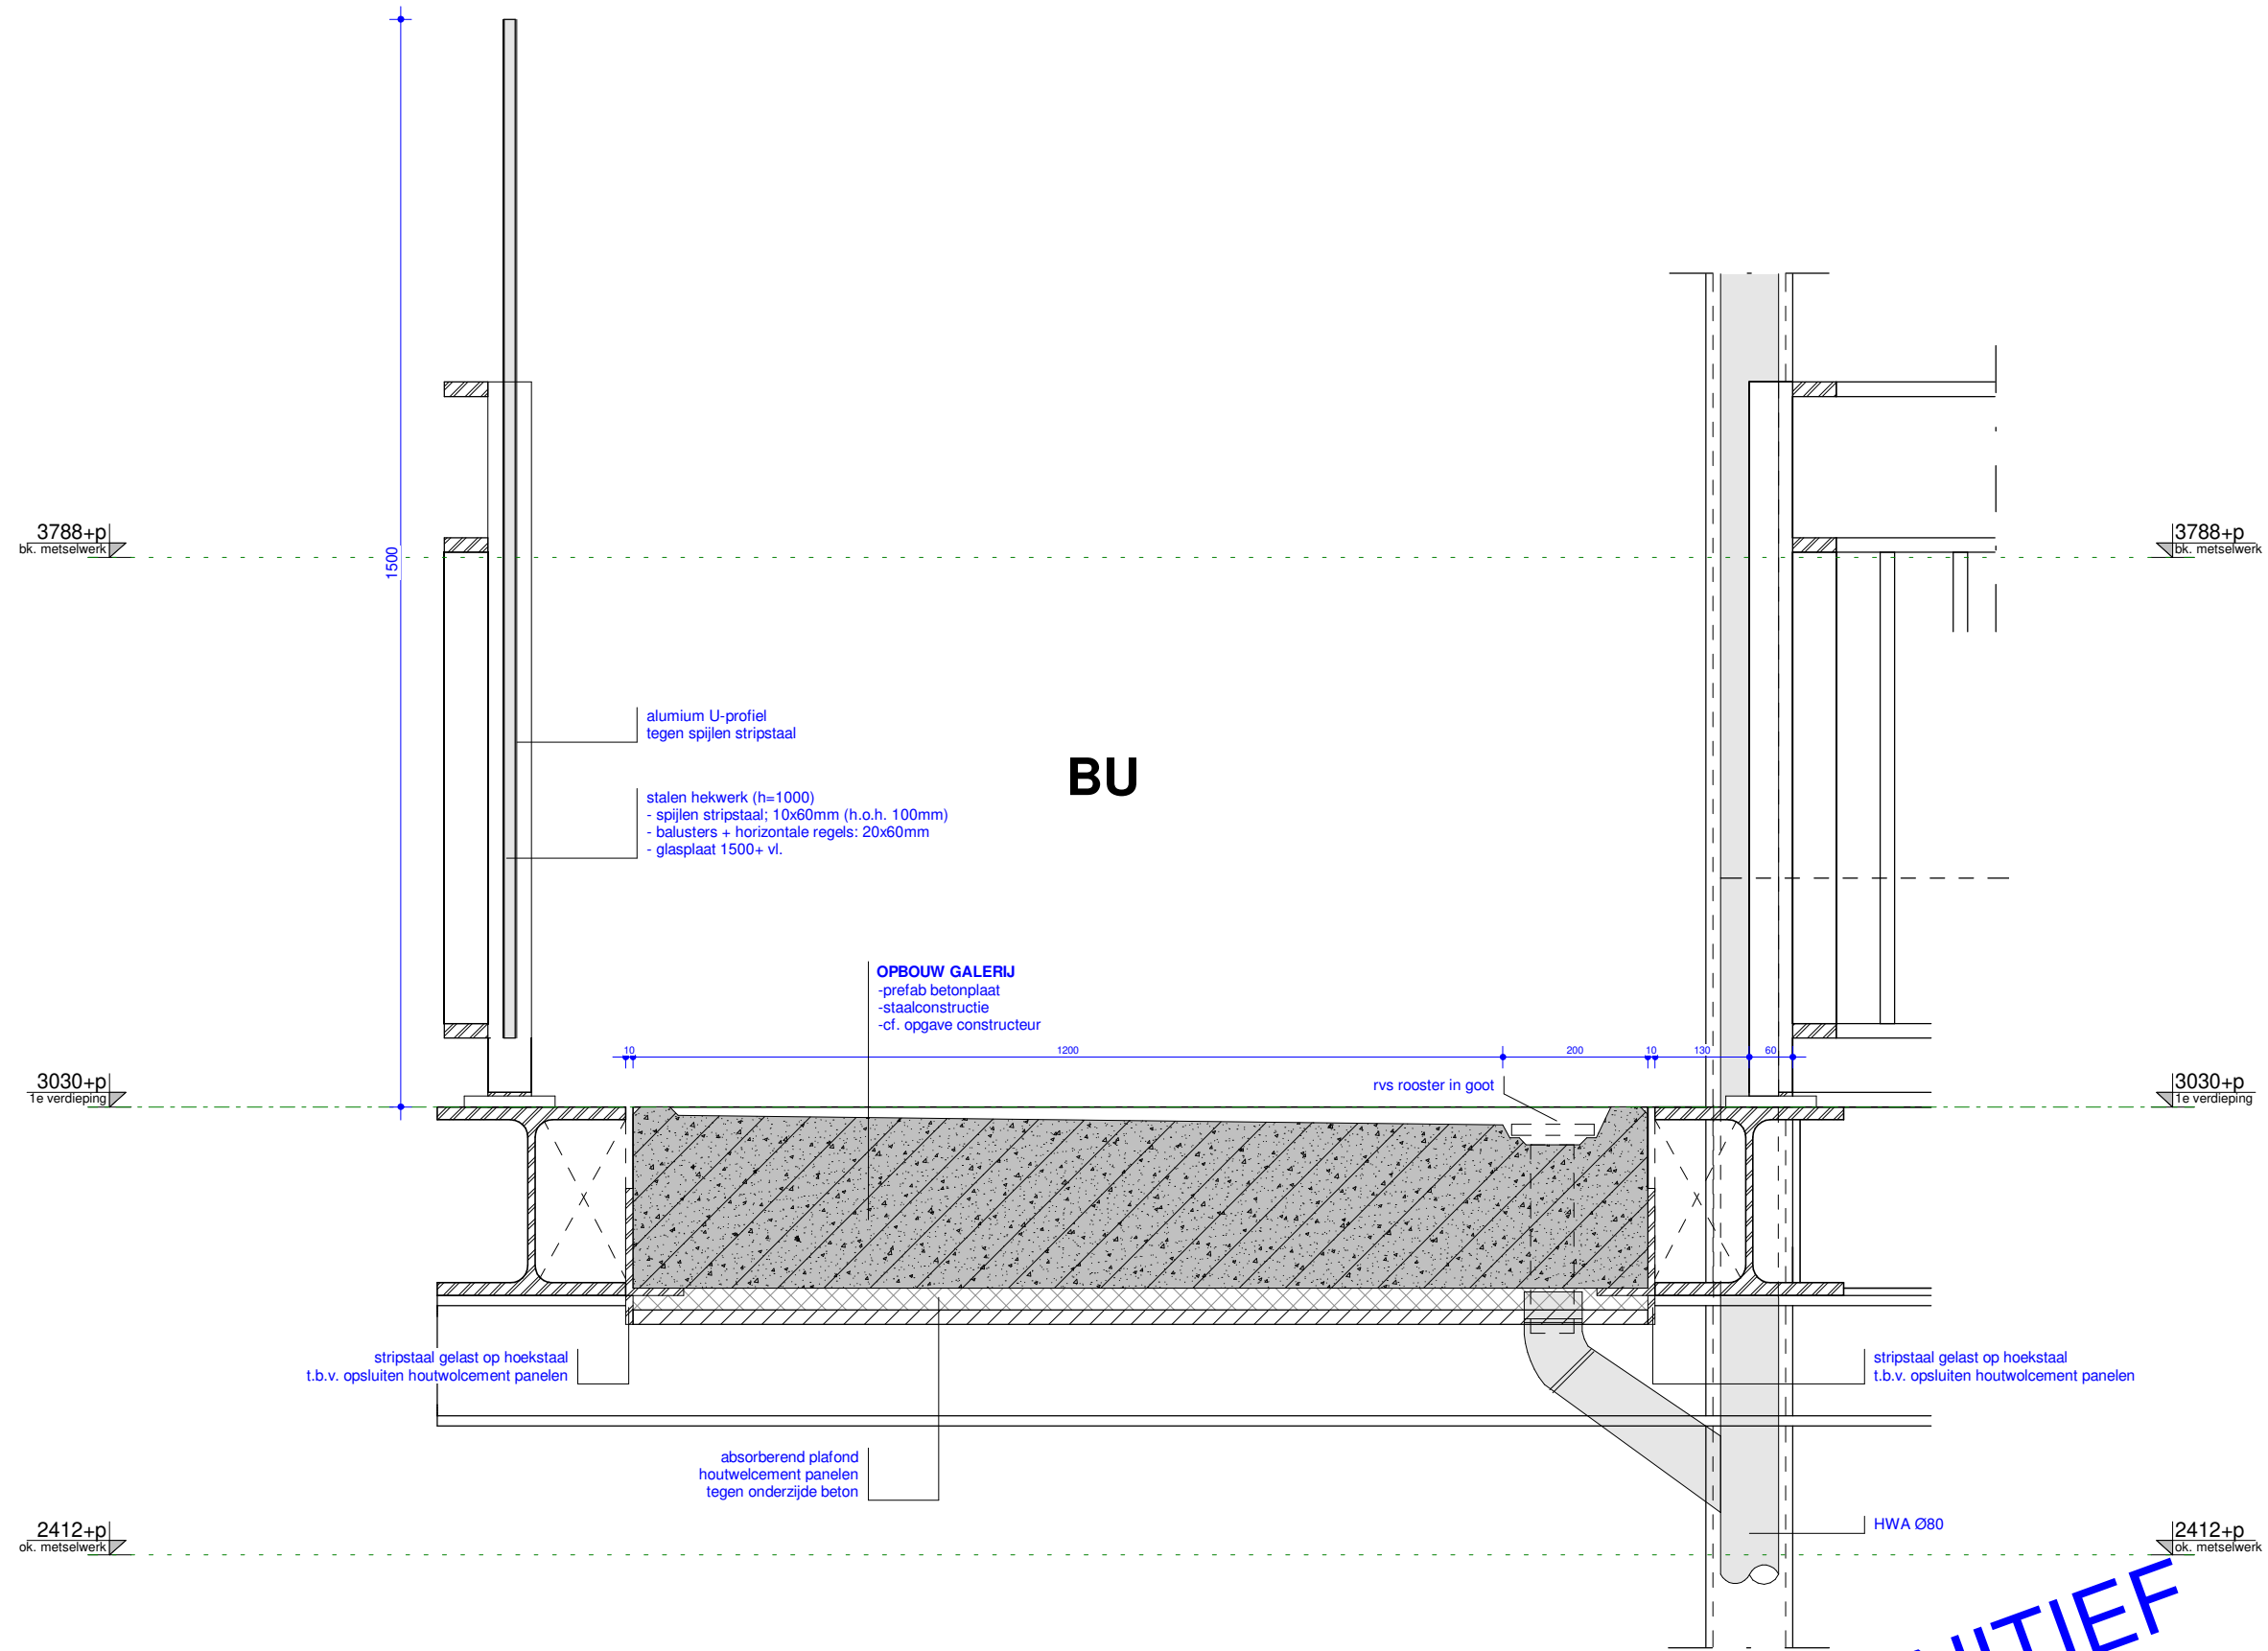 1500
3788+p
bk. metselwerk
3788+p
bk. metselwerk
alumium U-profiel
tegen spijlen stripstaal
BU
stalen hekwerk (h=1000)
- spijlen stripstaal; 10x60mm (h.o.h. 100mm)
- balusters + horizontale regels: 20x60mm
- glasplaat 1500+ vl.
OPBOUW GALERIJ
-prefab betonplaat
-staalconstructie
-cf. opgave constructeur
10
1200
200
10
130
60
rvs rooster in goot
3030+p
1e verdieping
3030+p
1e verdieping
stripstaal gelast op hoekstaal
t.b.v. opsluiten houtwolcement panelen
stripstaal gelast op hoekstaal
t.b.v. opsluiten houtwolcement panelen
absorberend plafond
houtwelcement panelen
tegen onderzijde beton
HWA Ø80
2412+p
ok. metselwerk
2412+p
ok. metselwerk